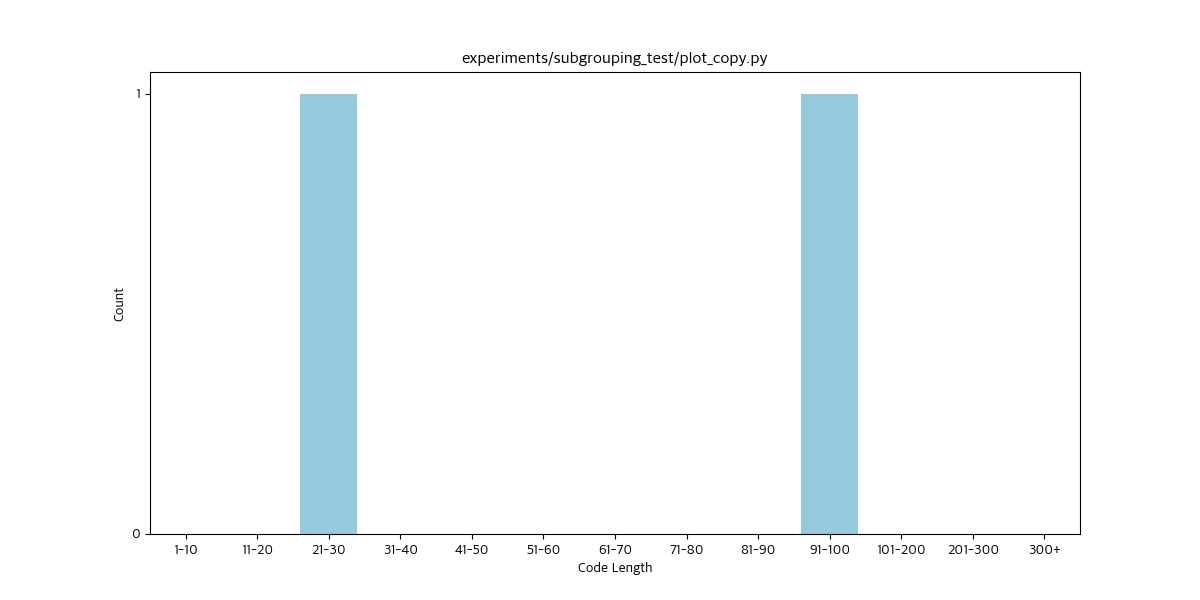 experiments/subgrouping_test/plot_copy.py
1
Count
0
1-10 11-20 21-30 31-40 41-50 51-60 61-70 71-80 81-90 91-100 101-200 201-300 300+
Code Length